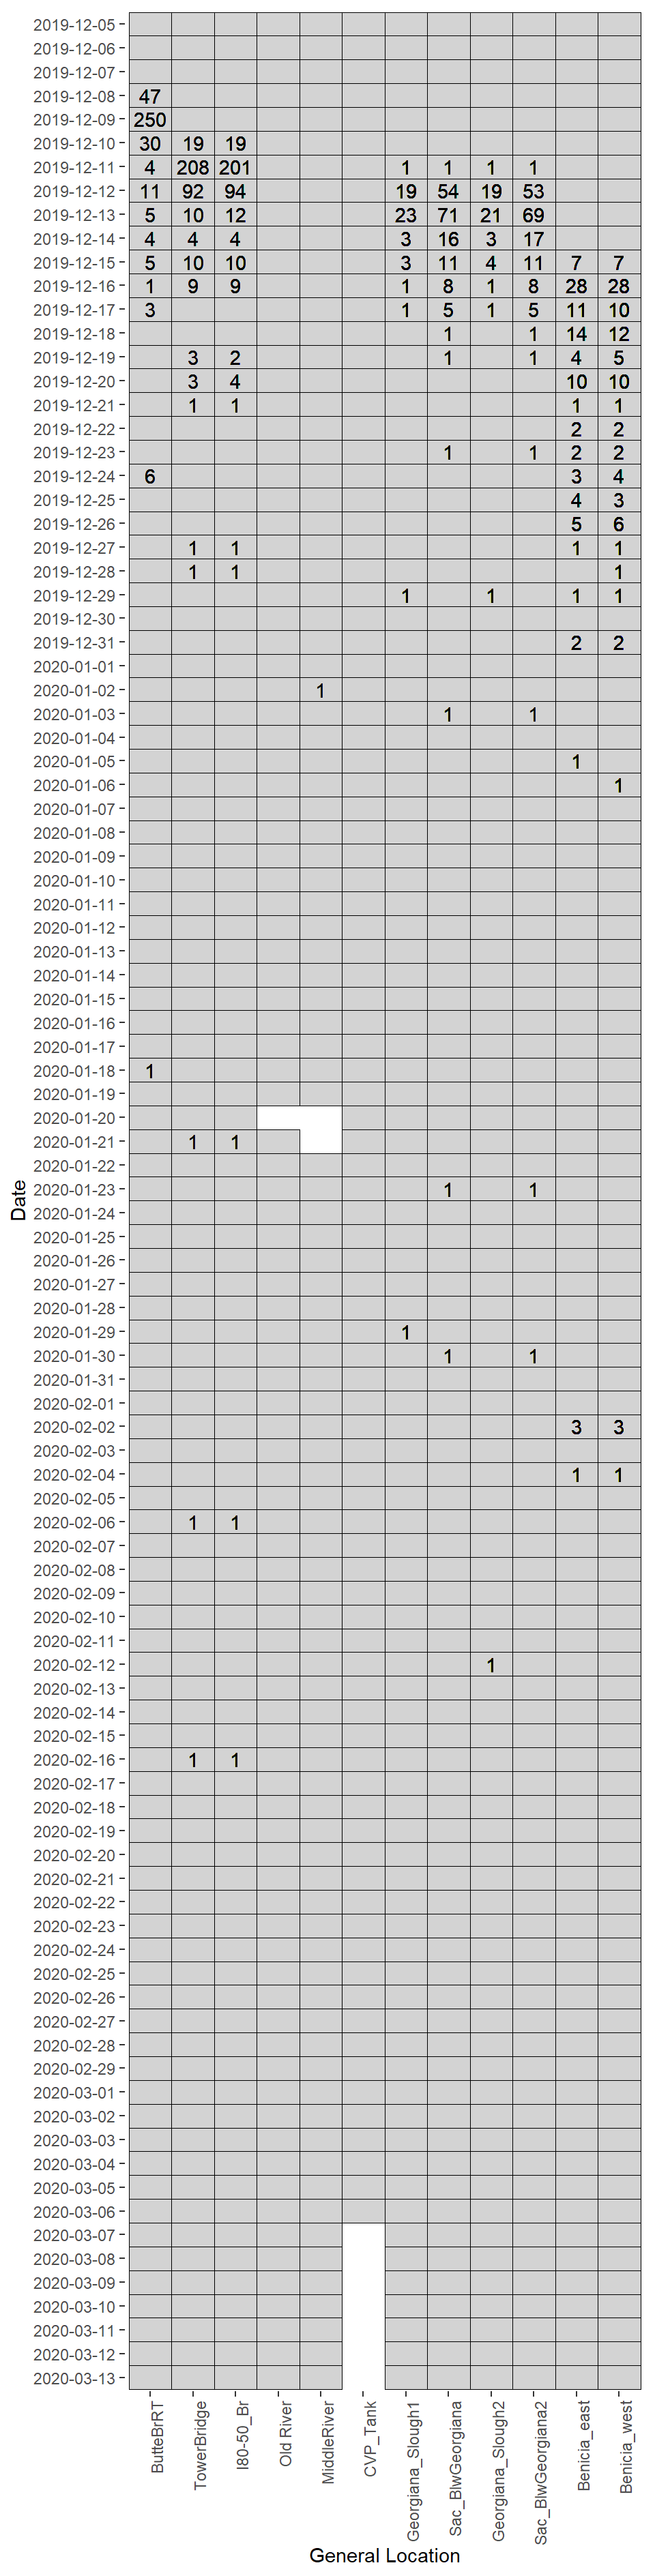 2019-12-05
2019-12-06
2019-12-07
2019-12-08 47
2019-12-09 250
2019-12-10 30 19 19
2019-12-11 4 208 201 1 1 1 1
2019-12-12 11 92 94 19 54 19 53
2019-12-13 5 10 12 23 71 21 69
2019-12-14 4 4 4 3 16 3 17
2019-12-15 5 10 10 3 11 4 11 7 7
2019-12-16 1 9 9 1 8 1 8 28 28
2019-12-17 3 1 5 1 5 11 10
2019-12-18 1 1 14 12
2019-12-19 3 2 1 1 4 5
2019-12-20 3 4 10 10
2019-12-21 1 1 1 1
2019-12-22 2 2
2019-12-23 1 1 2 2
2019-12-24 6 3 4
2019-12-25 4 3
2019-12-26 5 6
2019-12-27 1 1 1 1
2019-12-28 1 1 1
2019-12-29 1 1 1 1
2019-12-30
2019-12-31 2 2
2020-01-01
2020-01-02 1
2020-01-03 1 1
2020-01-04
2020-01-05 1
2020-01-06 1
2020-01-07
2020-01-08
2020-01-09
2020-01-10
2020-01-11
2020-01-12
2020-01-13
2020-01-14
2020-01-15
2020-01-16
2020-01-17
2020-01-18 1
2020-01-19
2020-01-20
2020-01-21 1 1
2020-01-22
2020-01-23 1 1
2020-01-24
2020-01-25
2020-01-26
2020-01-27
2020-01-28
2020-01-29 1
2020-01-30 1 1
2020-01-31
2020-02-01
2020-02-02 3 3
2020-02-03
2020-02-04 1 1
2020-02-05
2020-02-06 1 1
2020-02-07
2020-02-08
2020-02-09
2020-02-10
2020-02-11
2020-02-12 1
2020-02-13
2020-02-14
2020-02-15
2020-02-16 1 1
2020-02-17
2020-02-18
2020-02-19
2020-02-20
2020-02-21
2020-02-22
2020-02-23
2020-02-24
2020-02-25
2020-02-26
2020-02-27
2020-02-28
2020-02-29
2020-03-01
2020-03-02
2020-03-03
2020-03-04
2020-03-05
2020-03-06
2020-03-07
2020-03-08
2020-03-09
2020-03-10
2020-03-11
2020-03-12
2020-03-13
Date
ButteBrRT
TowerBridge
I80-50_Br
Old River
MiddleRiver
CVP_Tank
Georgiana_Slough1
Sac_BlwGeorgiana
Georgiana_Slough2
Sac_BlwGeorgiana2
Benicia_east
Benicia_west
General Location